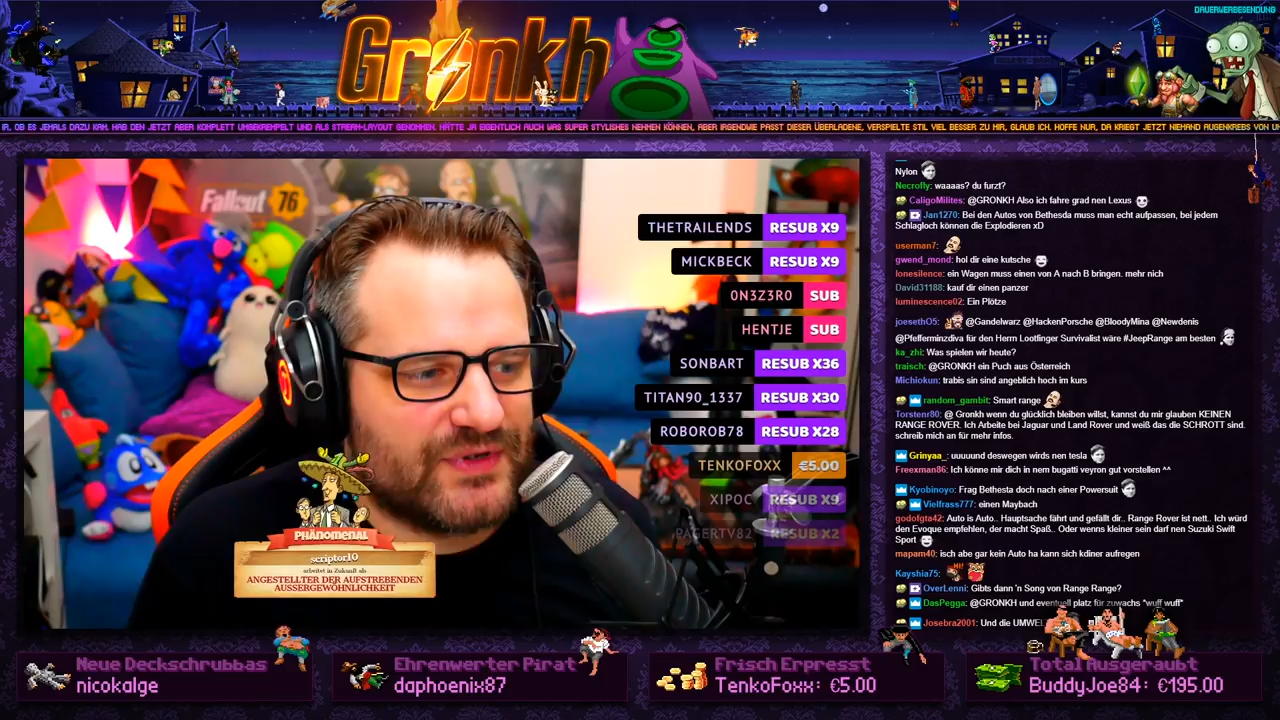 DAUERWERBESENDUNG
Gronkh
IR, OB ES JEMALS DAZU KAM. HAB DEN JETZT ABER KOMPLETT UMGEKREMPELT UND ALS STREAM-LAYOUT GENOMMEN. HÄTTE JA EIGENTLICH AUCH WAS SUPER STYLISHES NEHMEN KÖNNEN, ABER IRGENDWIE PASST DIESER ÜBERLADENE, VERSPIELTE STIL VIEL BESSER ZU MIR, GLAUB ICH. HOFFE NUR, DA KRIEGT JETZT NIEMAND AUGENKREBS VON
Fallout 76
THETRAILENDS RESUB X9
MICKBECK RESUB X9
0N3Z3R0 SUB
HENTJE SUB
SONBART RESUB X36
TITAN90_1337 RESUB X30
ROBOROB78 RESUB X28
TENKOFOXX €5.00
XIPOC RESUB X9
PAGERTV82 RESUB X2
PHÄNOMENAL
scriptor10
arbeitet in Zukunft als
ANGESTELLTER DER AUFSTREBENDEN
AUSSERGEWÖHNLICHKEIT
Nylon
Necrofly: waaaas? du furzt?
CaligoMilites: @GRONKH Also ich fahre grad nen Lexus
Jan1270: Bei den Autos von Bethesda muss man echt aufpassen, bei jedem
Schlagloch können die Explodieren xD
userman7:
gwend_mond: hol dir eine kutsche
lonesilence: ein Wagen muss einen von A nach B bringen. mehr nich
David31188: kauf dir einen panzer
luminescence02: Ein Plötze
joesethO5: @Gandelwarz @HackenPorsche @BloodyMina @Newdenis
@Pfefferminzdiva für den Herrn Lootlinger Survivalist wäre #JeepRange am besten
ka_zhi: Was spielen wir heute?
traisch: @GRONKH ein Puch aus Österreich
Michiokun: trabis sin sind angeblich hoch im kurs
random_gambit: Smart range
Torstenr80: @ Gronkh wenn du glücklich bleiben willst, kannst du mir glauben KEINEN
RANGE ROVER. Ich Arbeite bei Jaguar und Land Rover und weiß das die SCHROTT sind.
schreib mich an für mehr infos.
Grinyaa_: uuuuund deswegen wirds nen tesla
Freexman86: Ich könne mir dich in nem bugatti veyron gut vorstellen ^^
Kyobinoyo: Frag Bethesta doch nach einer Powersuit
Vielfrass777: einen Maybach
godofgta42: Auto is Auto.. Hauptsache fährt und gefällt dir.. Range Rover ist nett.. Ich würd
den Evoque empfehlen, der macht Spaß.. Oder wenns kleiner sein darf nen Suzuki Swift
Sport
mapam40: isch abe gar kein Auto ha kann sich kdiner aufregen
Kayshia75:
OverLenni: Gibts dann 'n Song von Range Range?
DasPegga: @GRONKH und eventuell platz für zuwachs *wuff wuff*
Josebra2001: Und die UMWEL
Neue Deckschrubbas
nicokalge
Ehrenwerter Pirat
daphoenix87
Frisch Erpresst
TenkoFoxx: €5.00
Total Ausgeraubt
BuddyJoe84: €195.00